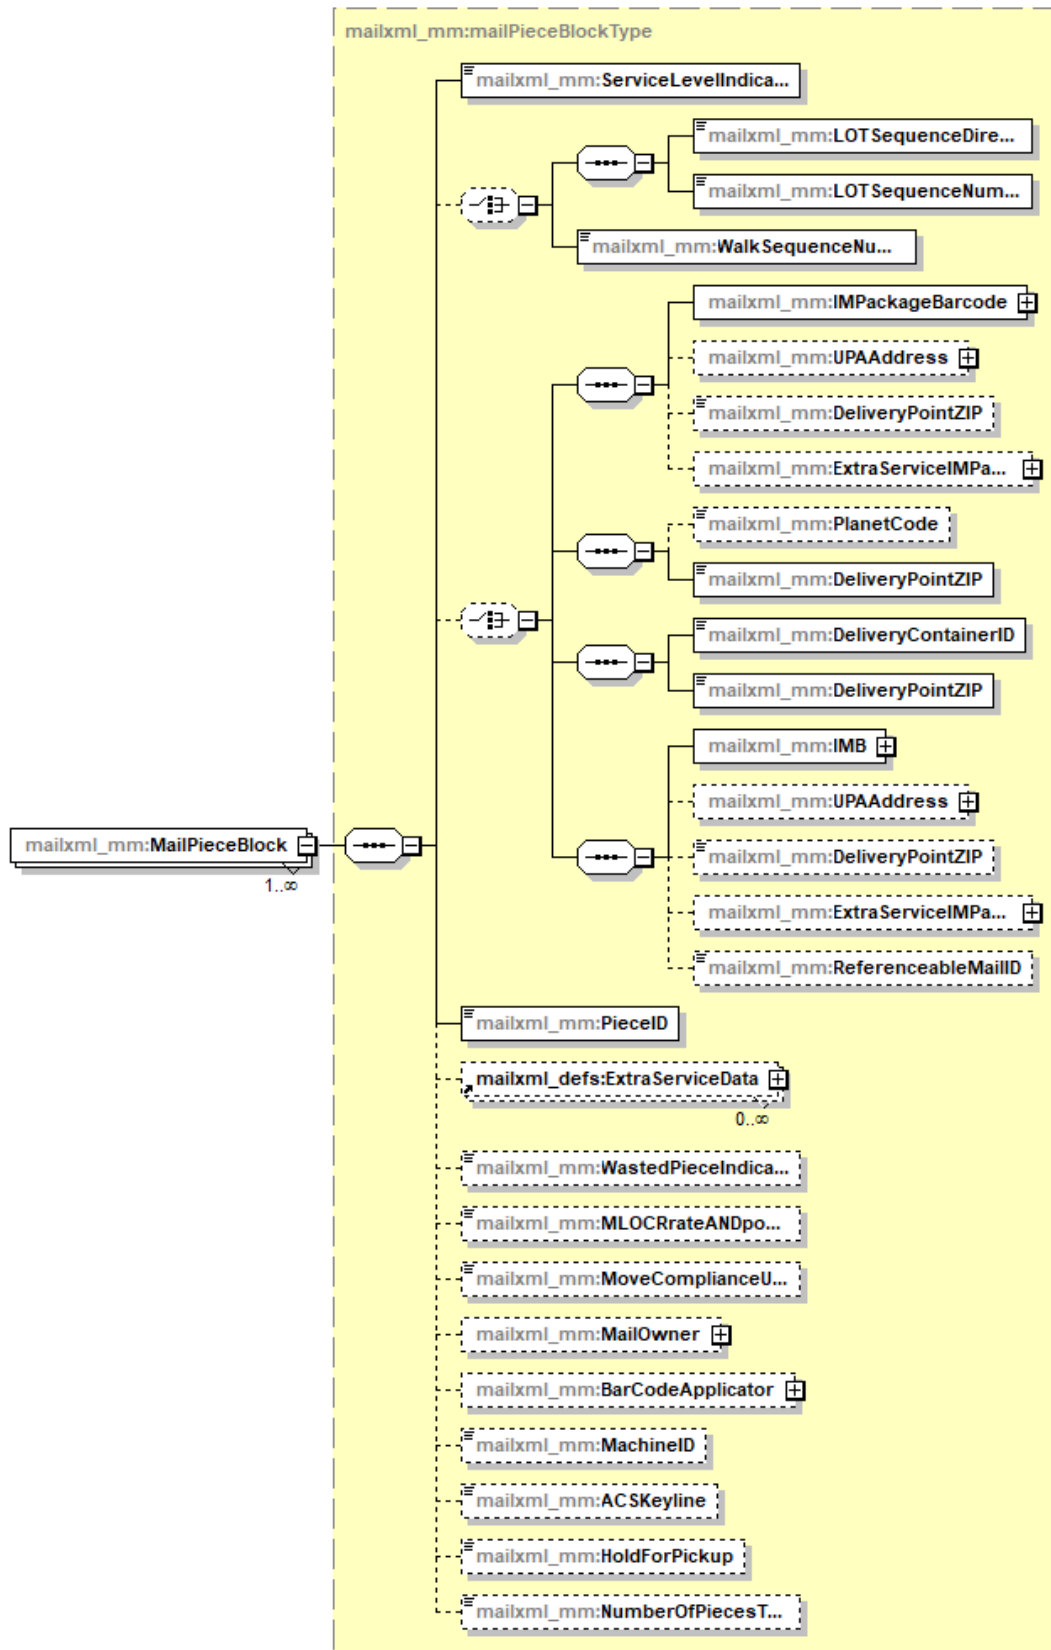 mailxml_mm:mailPieceBlockType
mailxml_mm:ServiceLevelIndica...
mailxml_mm:LOTSequenceDire...
mailxml_mm:LOTSequenceNum...
mailxml_mm:WalkSequenceNu...
mailxml_mm:IMPackageBarcode
mailxml_mm:UPAAddress
mailxml_mm:DeliveryPointZIP
mailxml_mm:ExtraServiceIMPa...
mailxml_mm:PlanetCode
mailxml_mm:DeliveryPointZIP
mailxml_mm:DeliveryContainerID
mailxml_mm:DeliveryPointZIP
mailxml_mm:IMB
mailxml_mm:UPAAddress
mailxml_mm:MailPieceBlock
1..∞
mailxml_mm:DeliveryPointZIP
mailxml_mm:ExtraServiceIMPa...
mailxml_mm:ReferenceableMailID
mailxml_mm:PieceID
mailxml_defs:ExtraServiceData
0..∞
mailxml_mm:WastedPieceIndica...
mailxml_mm:MLOCRrateANDpo...
mailxml_mm:MoveComplianceU...
mailxml_mm:MailOwner
mailxml_mm:BarCodeApplicator
mailxml_mm:MachineID
mailxml_mm:ACSKeyline
mailxml_mm:HoldForPickup
mailxml_mm:NumberOfPiecesT...